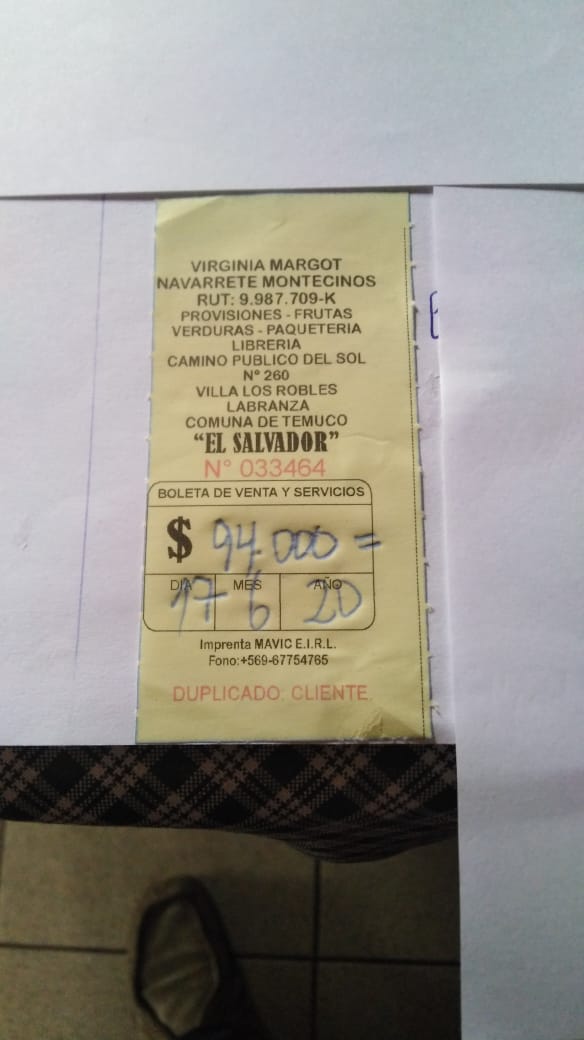 VIRGINIA MARGOT
NAVARRETE MONTECINOS
RUT: 9.987.709-K
PROVISIONES - FRUTAS
VERDURAS - PAQUETERIA
LIBRERIA
CAMINO PUBLICO DEL SOL
N° 260
VILLA LOS ROBLES
LABRANZA
COMUNA DE TEMUCO
"EL SALVADOR"
N° 033464
BOLETA DE VENTA Y SERVICIOS
$ 94.000=
DIA MES AÑO
17 6 20
Imprenta MAVIC E.I.R.L.
Fono:+569-67754765
DUPLICADO: CLIENTE